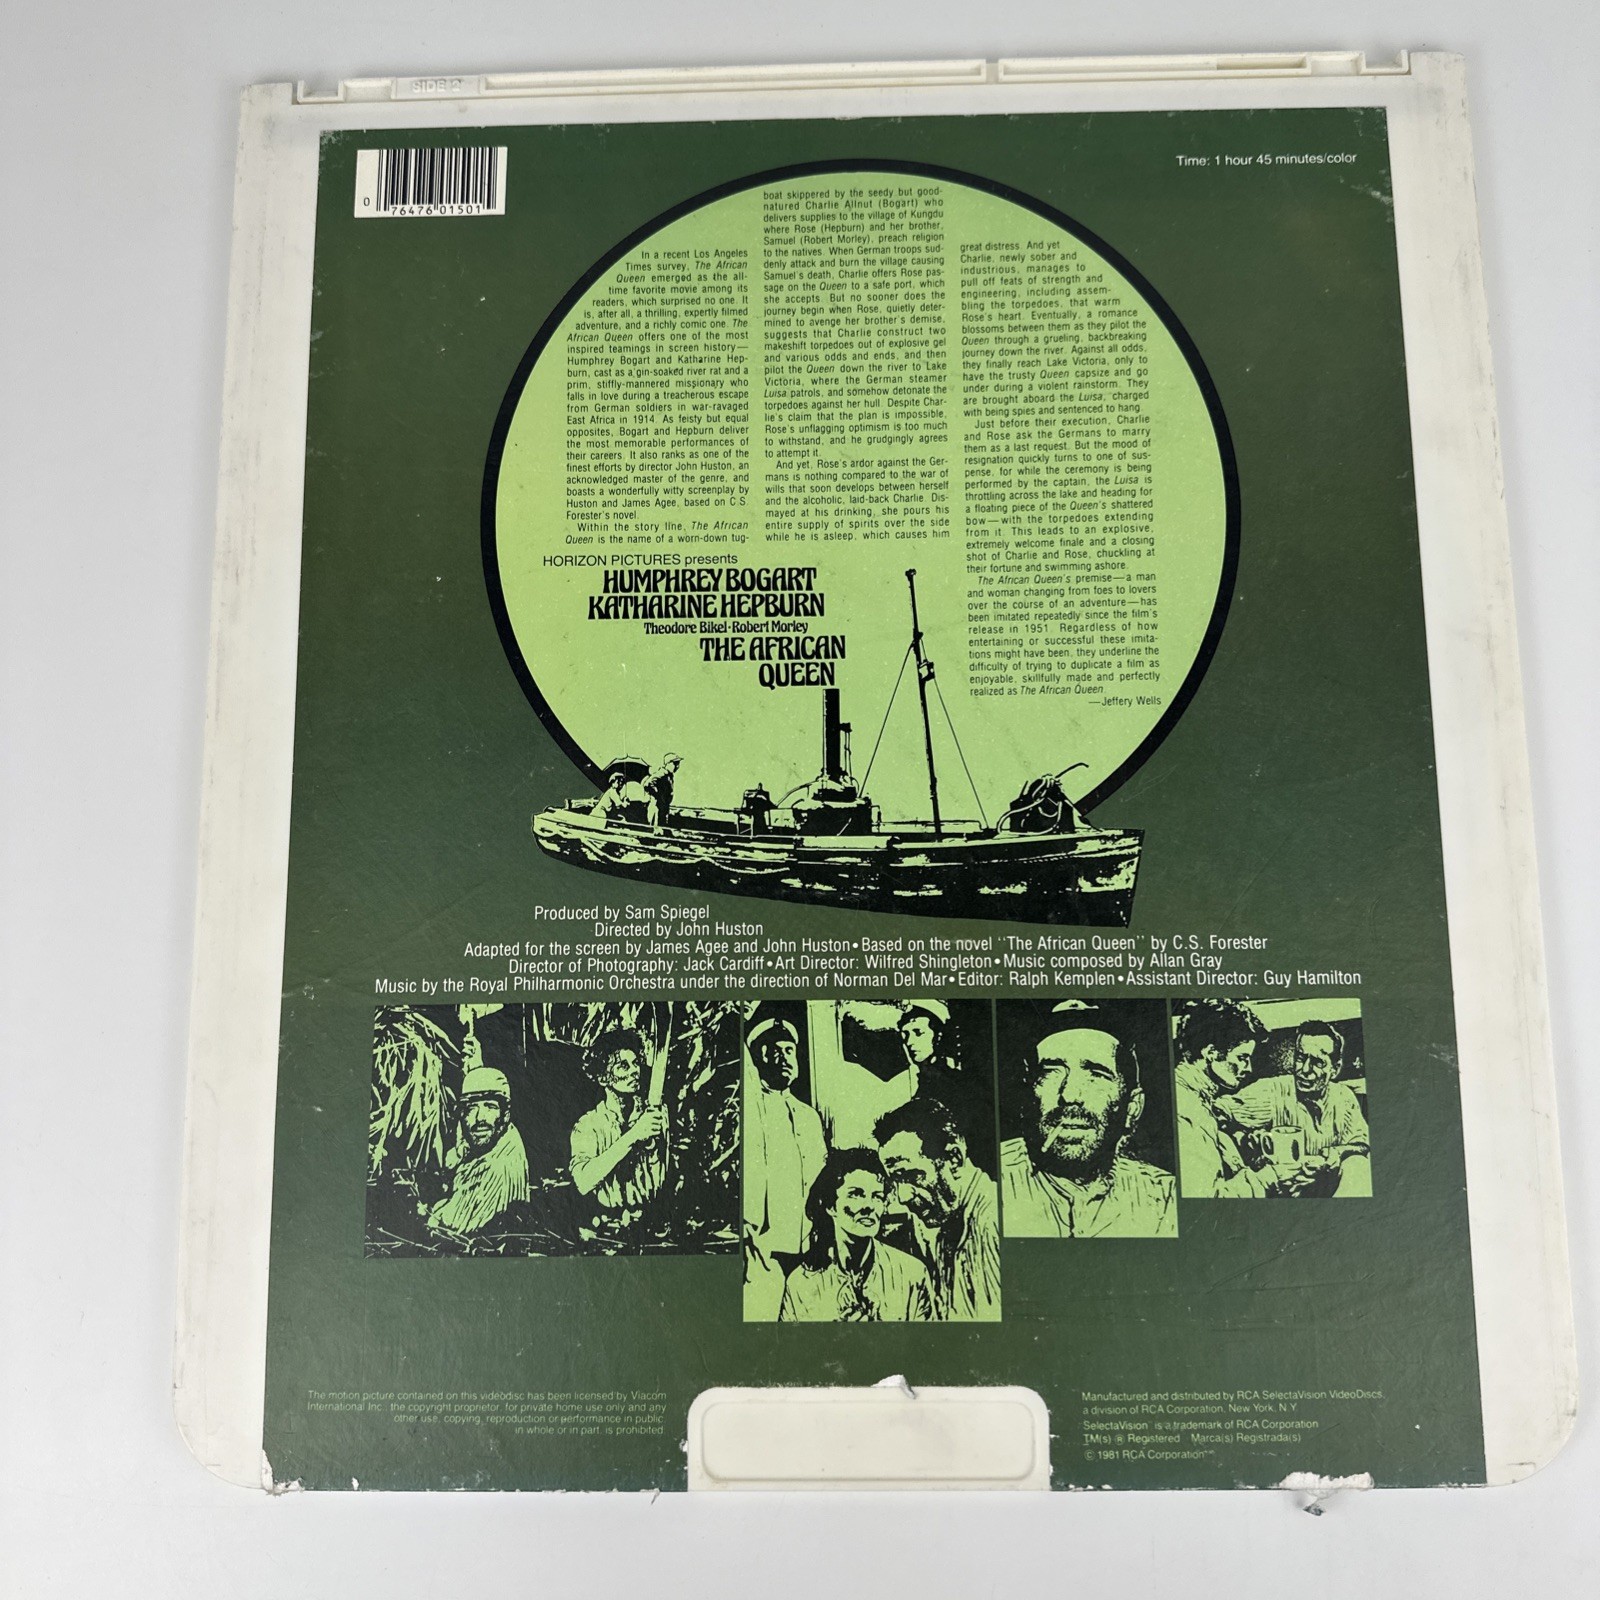 SIDE 2
0 76476 01501
Time: 1 hour 45 minutes/color
In a recent Los Angeles
Times survey, The African
Queen emerged as the all-
time favorite movie among its
readers, which surprised no one. It
is, after all, a thrilling, expertly filmed
adventure, and a richly comic one. The
African Queen offers one of the most
inspired teamings in screen history—
Humphrey Bogart and Katharine Hep-
burn, cast as a gin-soaked river rat and a
prim, stiffly-mannered missionary who
falls in love during a treacherous escape
from German soldiers in war-ravaged
East Africa in 1914. As feisty but equal
opposites, Bogart and Hepburn deliver
the most memorable performances of
their careers. It also ranks as one of the
finest efforts by director John Huston, an
acknowledged master of the genre, and
boasts a wonderfully witty screenplay by
Huston and James Agee, based on C.S.
Forester's novel.
Within the story line, The African
Queen is the name of a worn-down tug-
boat skippered by the seedy but good-
natured Charlie Allnut (Bogart) who
delivers supplies to the village of Kungdu
where Rose (Hepburn) and her brother,
Samuel (Robert Morley), preach religion
to the natives. When German troops sud-
denly attack and burn the village causing
Samuel's death, Charlie offers Rose pas-
sage on the Queen to a safe port, which
she accepts. But no sooner does the
journey begin when Rose, quietly deter-
mined to avenge her brother's demise,
suggests that Charlie construct two
makeshift torpedoes out of explosive gel
and various odds and ends, and then
pilot the Queen down the river to Lake
Victoria, where the German steamer
Luisa patrols, and somehow detonate the
torpedoes against her hull. Despite Char-
lie's claim that the plan is impossible,
Rose's unflagging optimism is too much
to withstand, and he grudgingly agrees
to attempt it.
And yet, Rose's ardor against the Ger-
mans is nothing compared to the war of
wills that soon develops between herself
and the alcoholic, laid-back Charlie. Dis-
mayed at his drinking, she pours his
entire supply of spirits over the side
while he is asleep, which causes him
great distress. And yet
Charlie, newly sober and
industrious, manages to
pull off feats of strength and
engineering, including assem-
bling the torpedoes, that warm
Rose's heart. Eventually, a romance
blossoms between them as they pilot the
Queen through a grueling, backbreaking
journey down the river. Against all odds,
they finally reach Lake Victoria, only to
have the trusty Queen capsize and go
under during a violent rainstorm. They
are brought aboard the Luisa, charged
with being spies and sentenced to hang.
Just before their execution, Charlie
and Rose ask the Germans to marry
them as a last request. But the mood of
resignation quickly turns to one of sus-
pense, for while the ceremony is being
performed by the captain, the Luisa is
throttling across the lake and heading for
a floating piece of the Queen's shattered
bow—with the torpedoes extending
from it. This leads to an explosive,
extremely welcome finale and a closing
shot of Charlie and Rose, chuckling at
their fortune and swimming ashore.
The African Queen's premise—a man
and woman changing from foes to lovers
over the course of an adventure—has
been imitated repeatedly since the film's
release in 1951. Regardless of how
entertaining or successful these imita-
tions might have been, they underline the
difficulty of trying to duplicate a film as
enjoyable, skillfully made and perfectly
realized as The African Queen.
—Jeffery Wells
HORIZON PICTURES presents
HUMPHREY BOGART
KATHARINE HEPBURN
Theodore Bikel•Robert Morley
THE AFRICAN
QUEEN
Produced by Sam Spiegel
Directed by John Huston
Adapted for the screen by James Agee and John Huston•Based on the novel "The African Queen" by C.S. Forester
Director of Photography: Jack Cardiff•Art Director: Wilfred Shingleton•Music composed by Allan Gray
Music by the Royal Philharmonic Orchestra under the direction of Norman Del Mar•Editor: Ralph Kemplen•Assistant Director: Guy Hamilton
The motion picture contained on this videodisc has been licensed by Viacom
International Inc., the copyright proprietor, for private home use only and any
other use, copying, reproduction or performance in public,
in whole or in part, is prohibited.
Manufactured and distributed by RCA SelectaVision VideoDiscs,
a division of RCA Corporation, New York, N.Y.
SelectaVision™ is a trademark of RCA Corporation
TM(s) ® Registered Marca(s) Registrada(s)
© 1981 RCA Corporation